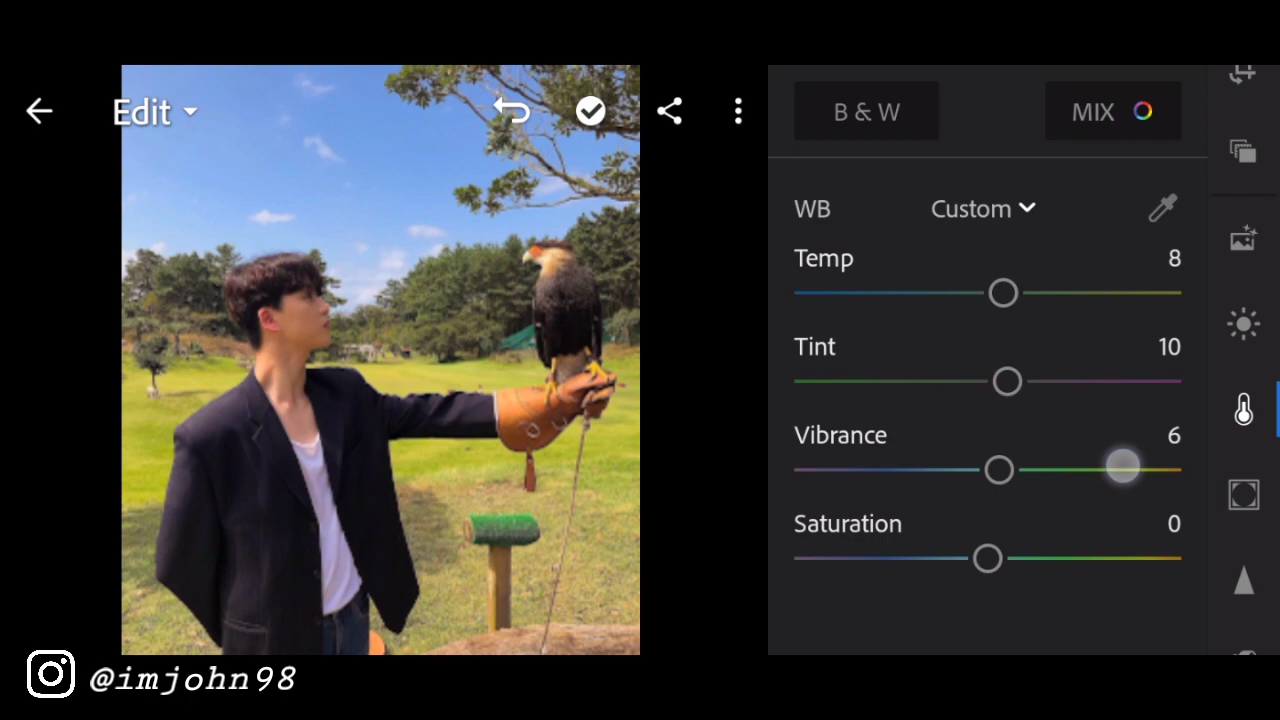 Edit
B & W
MIX
WB
Custom
Temp
8
Tint
10
Vibrance
6
Saturation
0
@imjohn98